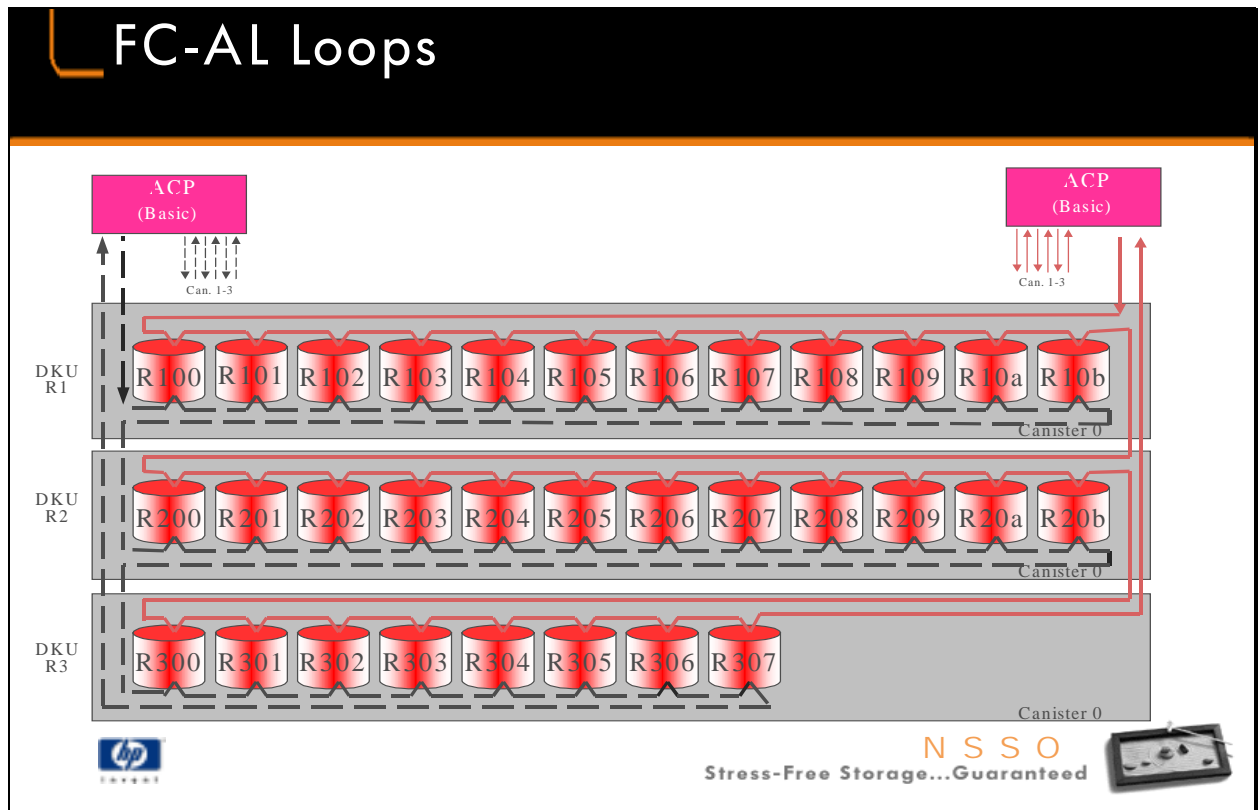 FC-AL Loops
ACP
(Basic)
ACP
(Basic)
Can. 1-3
Can. 1-3
DKU
R1
R100 R101 R102 R103 R104 R105 R106 R107 R108 R109 R10a R10b
Canister 0
DKU
R2
R200 R201 R202 R203 R204 R205 R206 R207 R208 R209 R20a R20b
Canister 0
DKU
R3
R300 R301 R302 R303 R304 R305 R306 R307
Canister 0
hp
invent
NSSO
Stress-Free Storage...Guaranteed